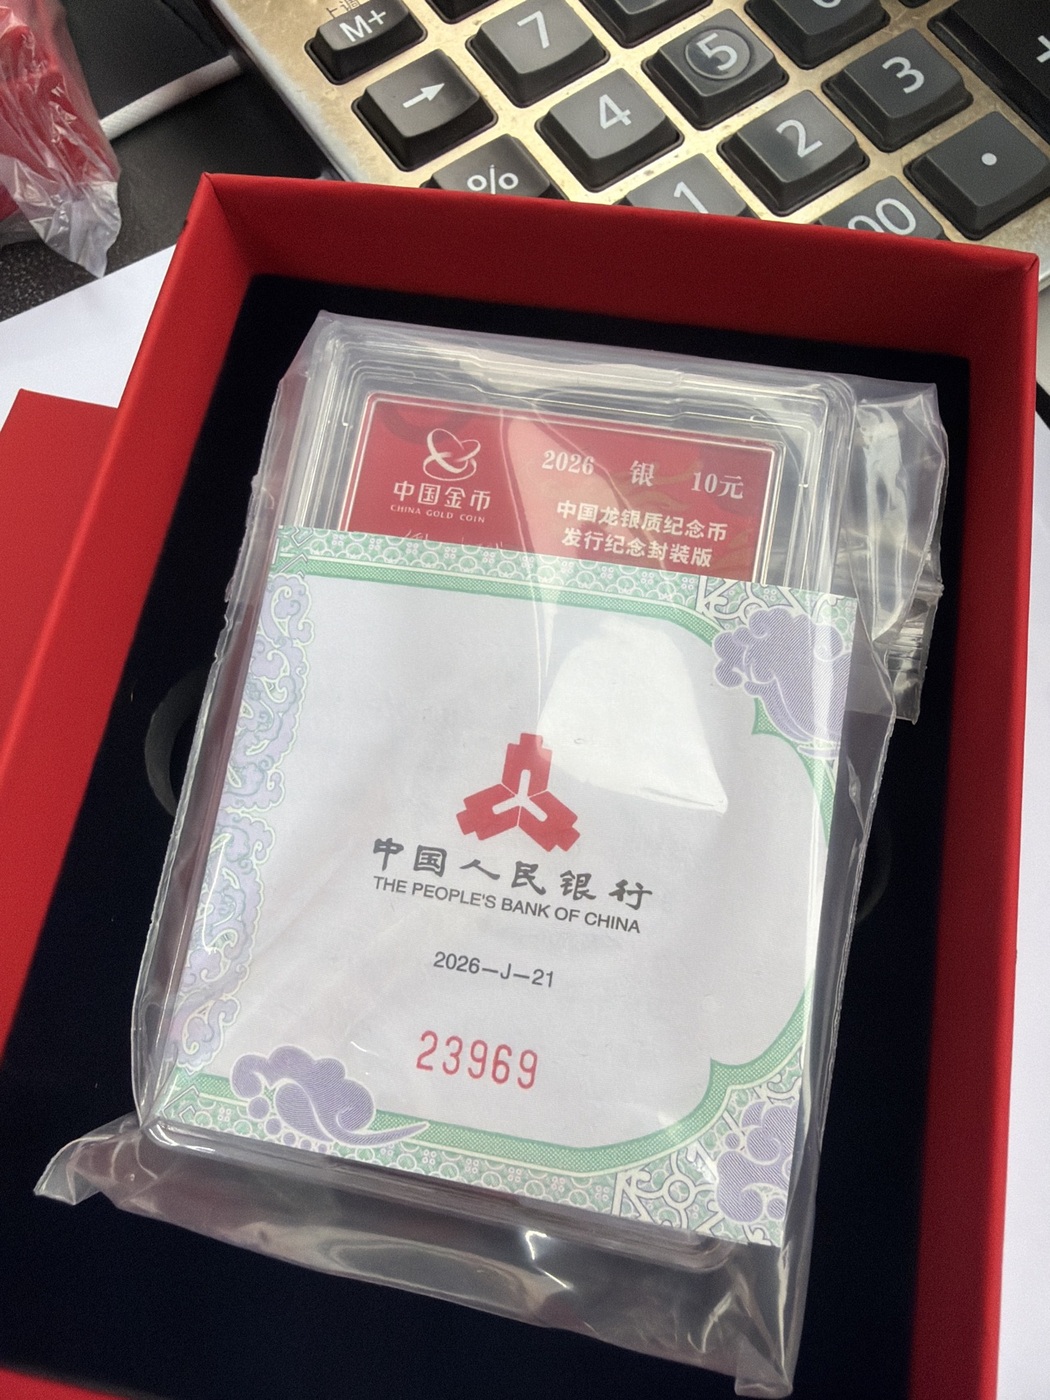 M+
7
5
3
→
4
2
%
1
00
中国金币
CHINA GOLD COIN
2026 银 10元
中国龙银质纪念币
发行纪念封装版
中国人民银行
THE PEOPLE'S BANK OF CHINA
2026—J—21
23969